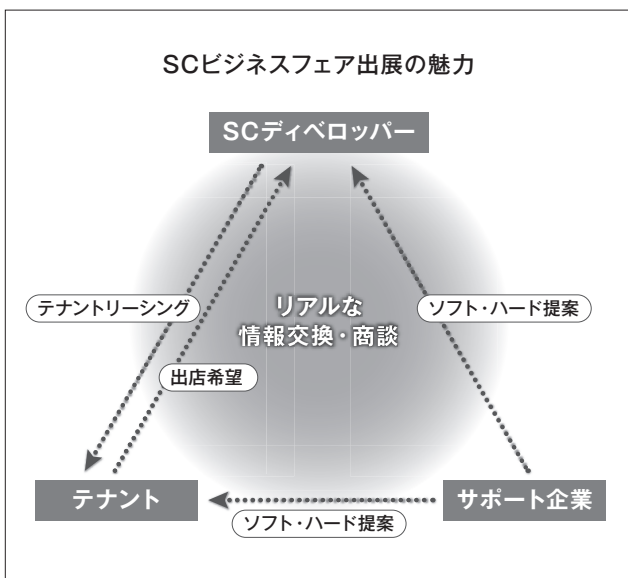 SCビジネスフェア出展の魅力
SCディベロッパー
テナントリーシング
リアルな
情報交換・商談
ソフト・ハード提案
出店希望
テナント
サポート企業
ソフト・ハード提案